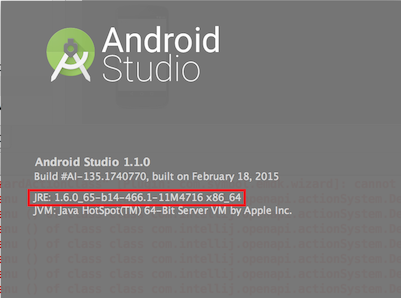 Android
Studio
Android Studio 1.1.0
Build #AI-135.1740770, built on February 18, 2015
JRE: 1.6.0_65-b14-466.1-11M4716 x86_64
JVM: Java HotSpot(TM) 64-Bit Server VM by Apple Inc.